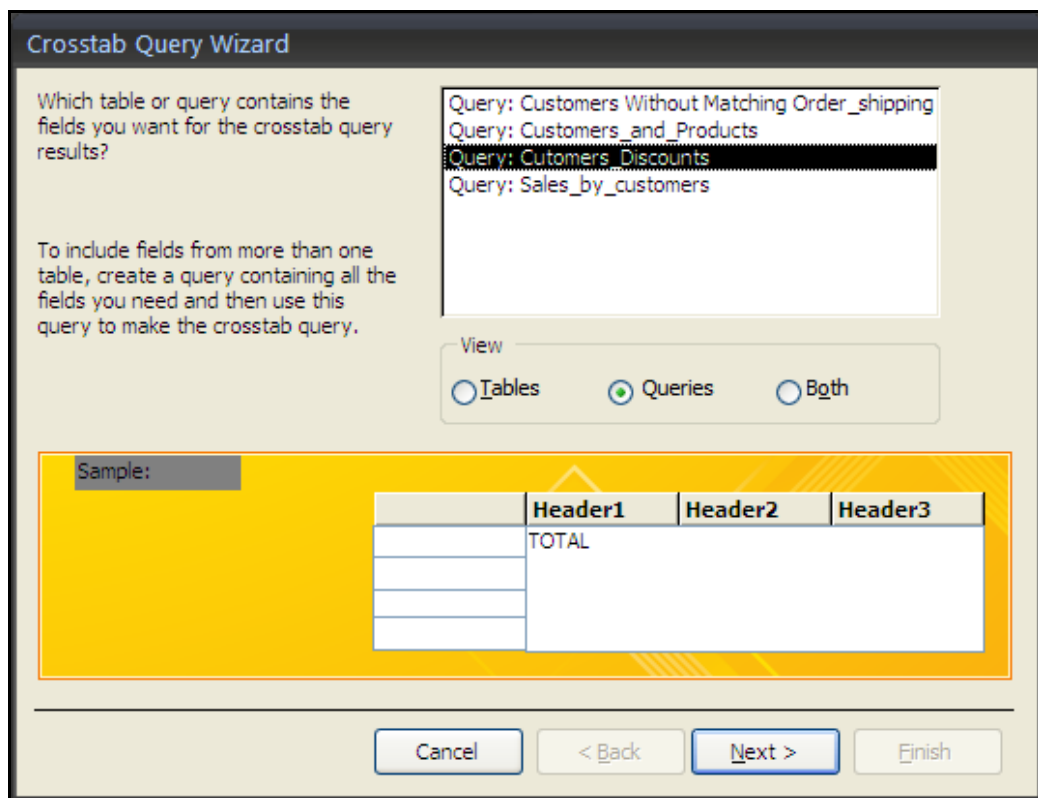 Crosstab Query Wizard
Which table or query contains the
fields you want for the crosstab query
results?
To include fields from more than one
table, create a query containing all the
fields you need and then use this
query to make the crosstab query.
Query: Customers Without Matching Order_shipping
Query: Customers_and_Products
Query: Cutomers_Discounts
Query: Sales_by_customers
View
Tables Queries Both
Sample:
Header1 Header2 Header3
TOTAL
Cancel < Back Next > Finish